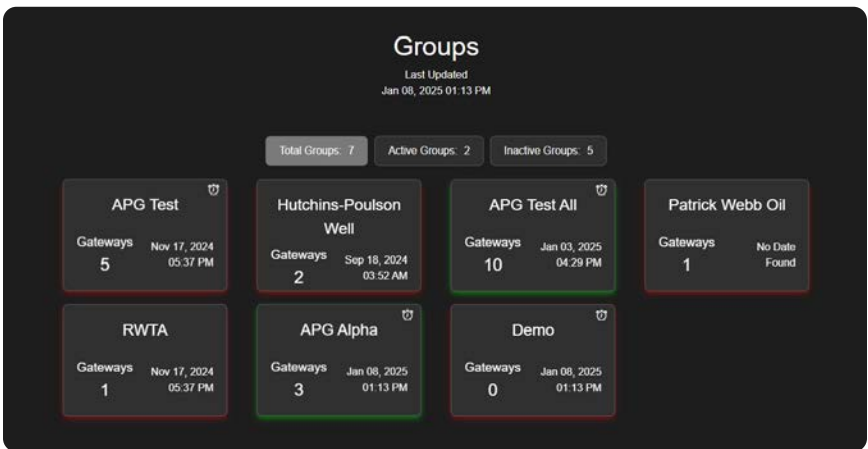 Groups
Last Updated
Jan 08, 2025 01:13 PM
Total Groups: 7
Active Groups: 2
Inactive Groups: 5
APG Test
Gateways
5
Nov 17, 2024
05:37 PM
Hutchins-Poulson
Well
Gateways
2
Sep 18, 2024
03:52 AM
APG Test All
Gateways
10
Jan 03, 2025
04:29 PM
Patrick Webb Oil
Gateways
1
No Date
Found
RWTA
Gateways
1
Nov 17, 2024
05:37 PM
APG Alpha
Gateways
3
Jan 08, 2025
01:13 PM
Demo
Gateways
0
Jan 08, 2025
01:13 PM